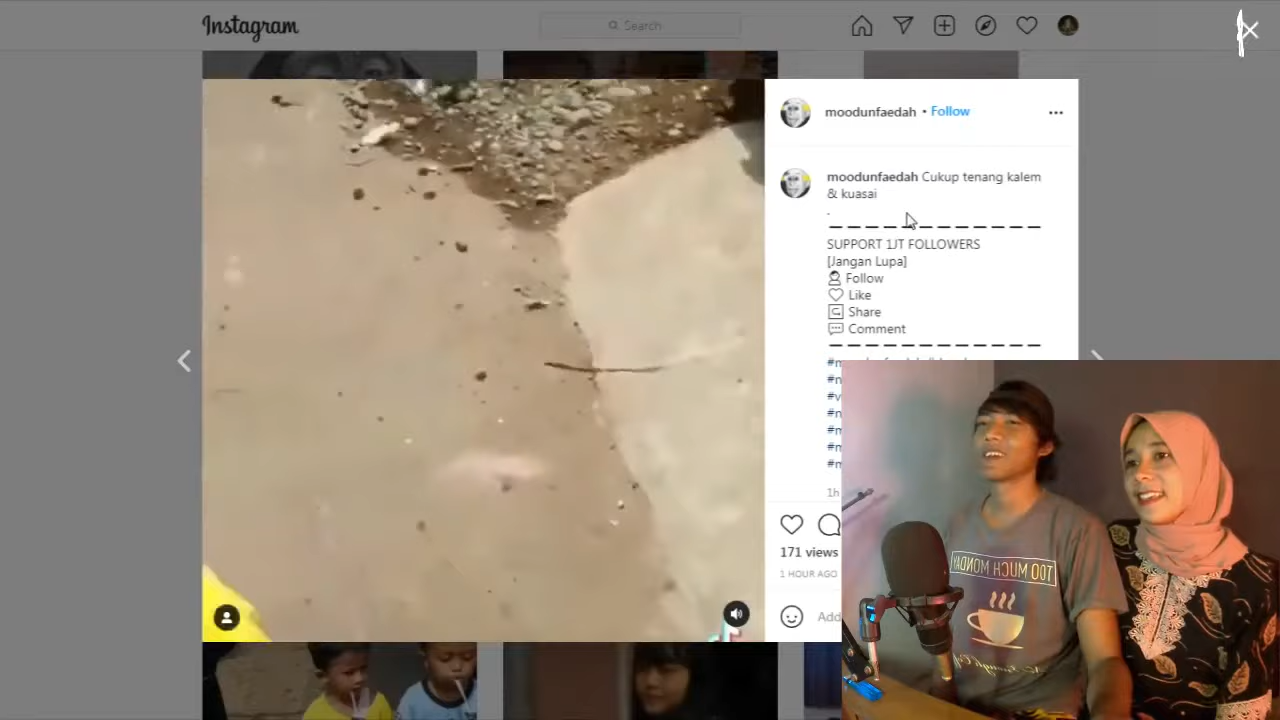 Instagram
Search
moodunfaedah • Follow
moodunfaedah Cukup tenang kalem
& kuasai
.
SUPPORT 1JT FOLLOWERS
[Jangan Lupa]
Follow
Like
Share
Comment
1h
171 views
1 HOUR AGO
Add
TOO MUCH MONDAY